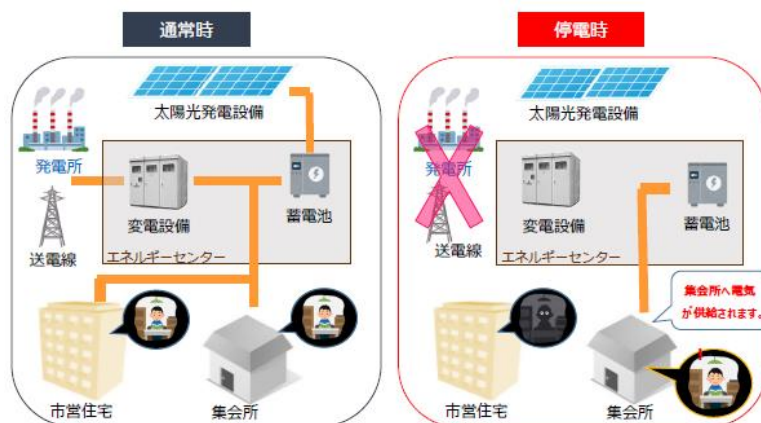 通常時
太陽光発電設備
発電所
変電設備
蓄電池
送電線
エネルギーセンター
市営住宅
集会所
停電時
太陽光発電設備
発電所
変電設備
蓄電池
送電線
エネルギーセンター
集会所へ電気
が供給されます。
市営住宅
集会所